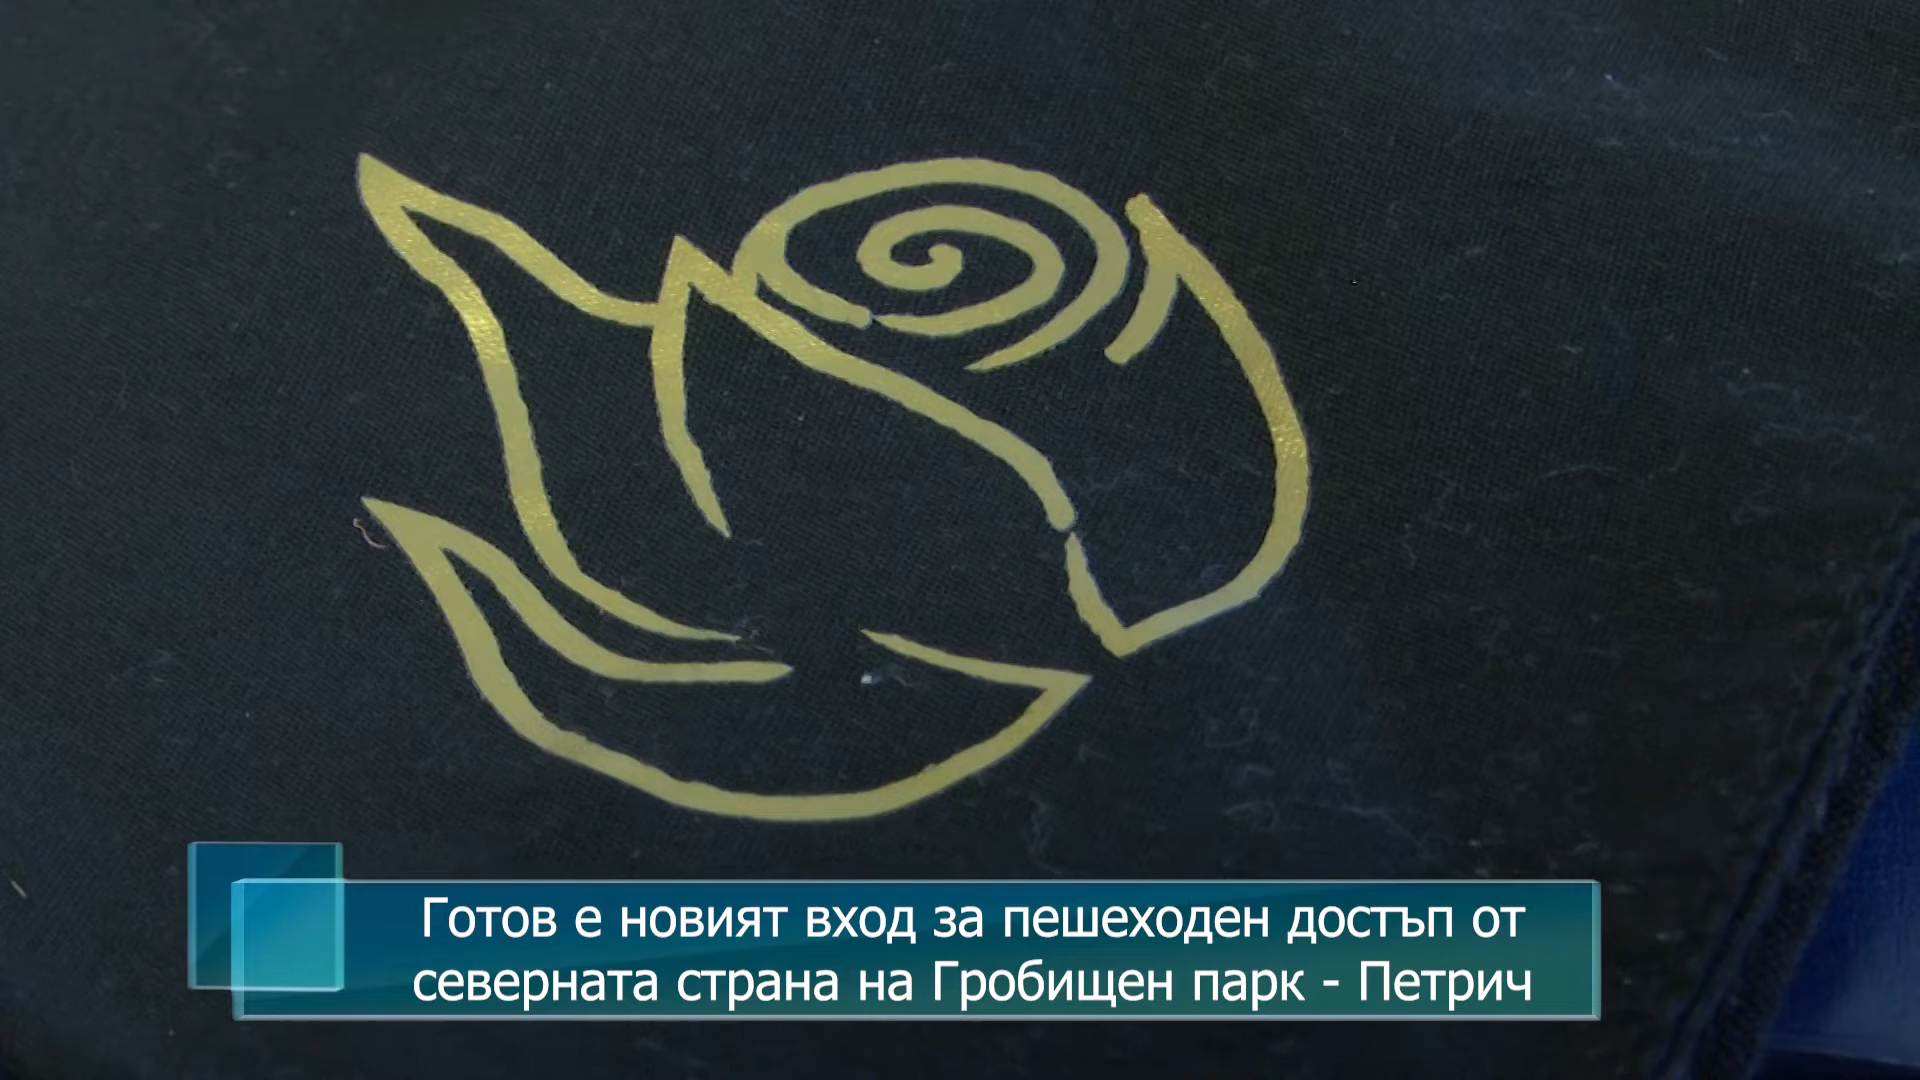 Готов е новият вход за пешеходен достъп от
северната страна на Гробищен парк - Петрич